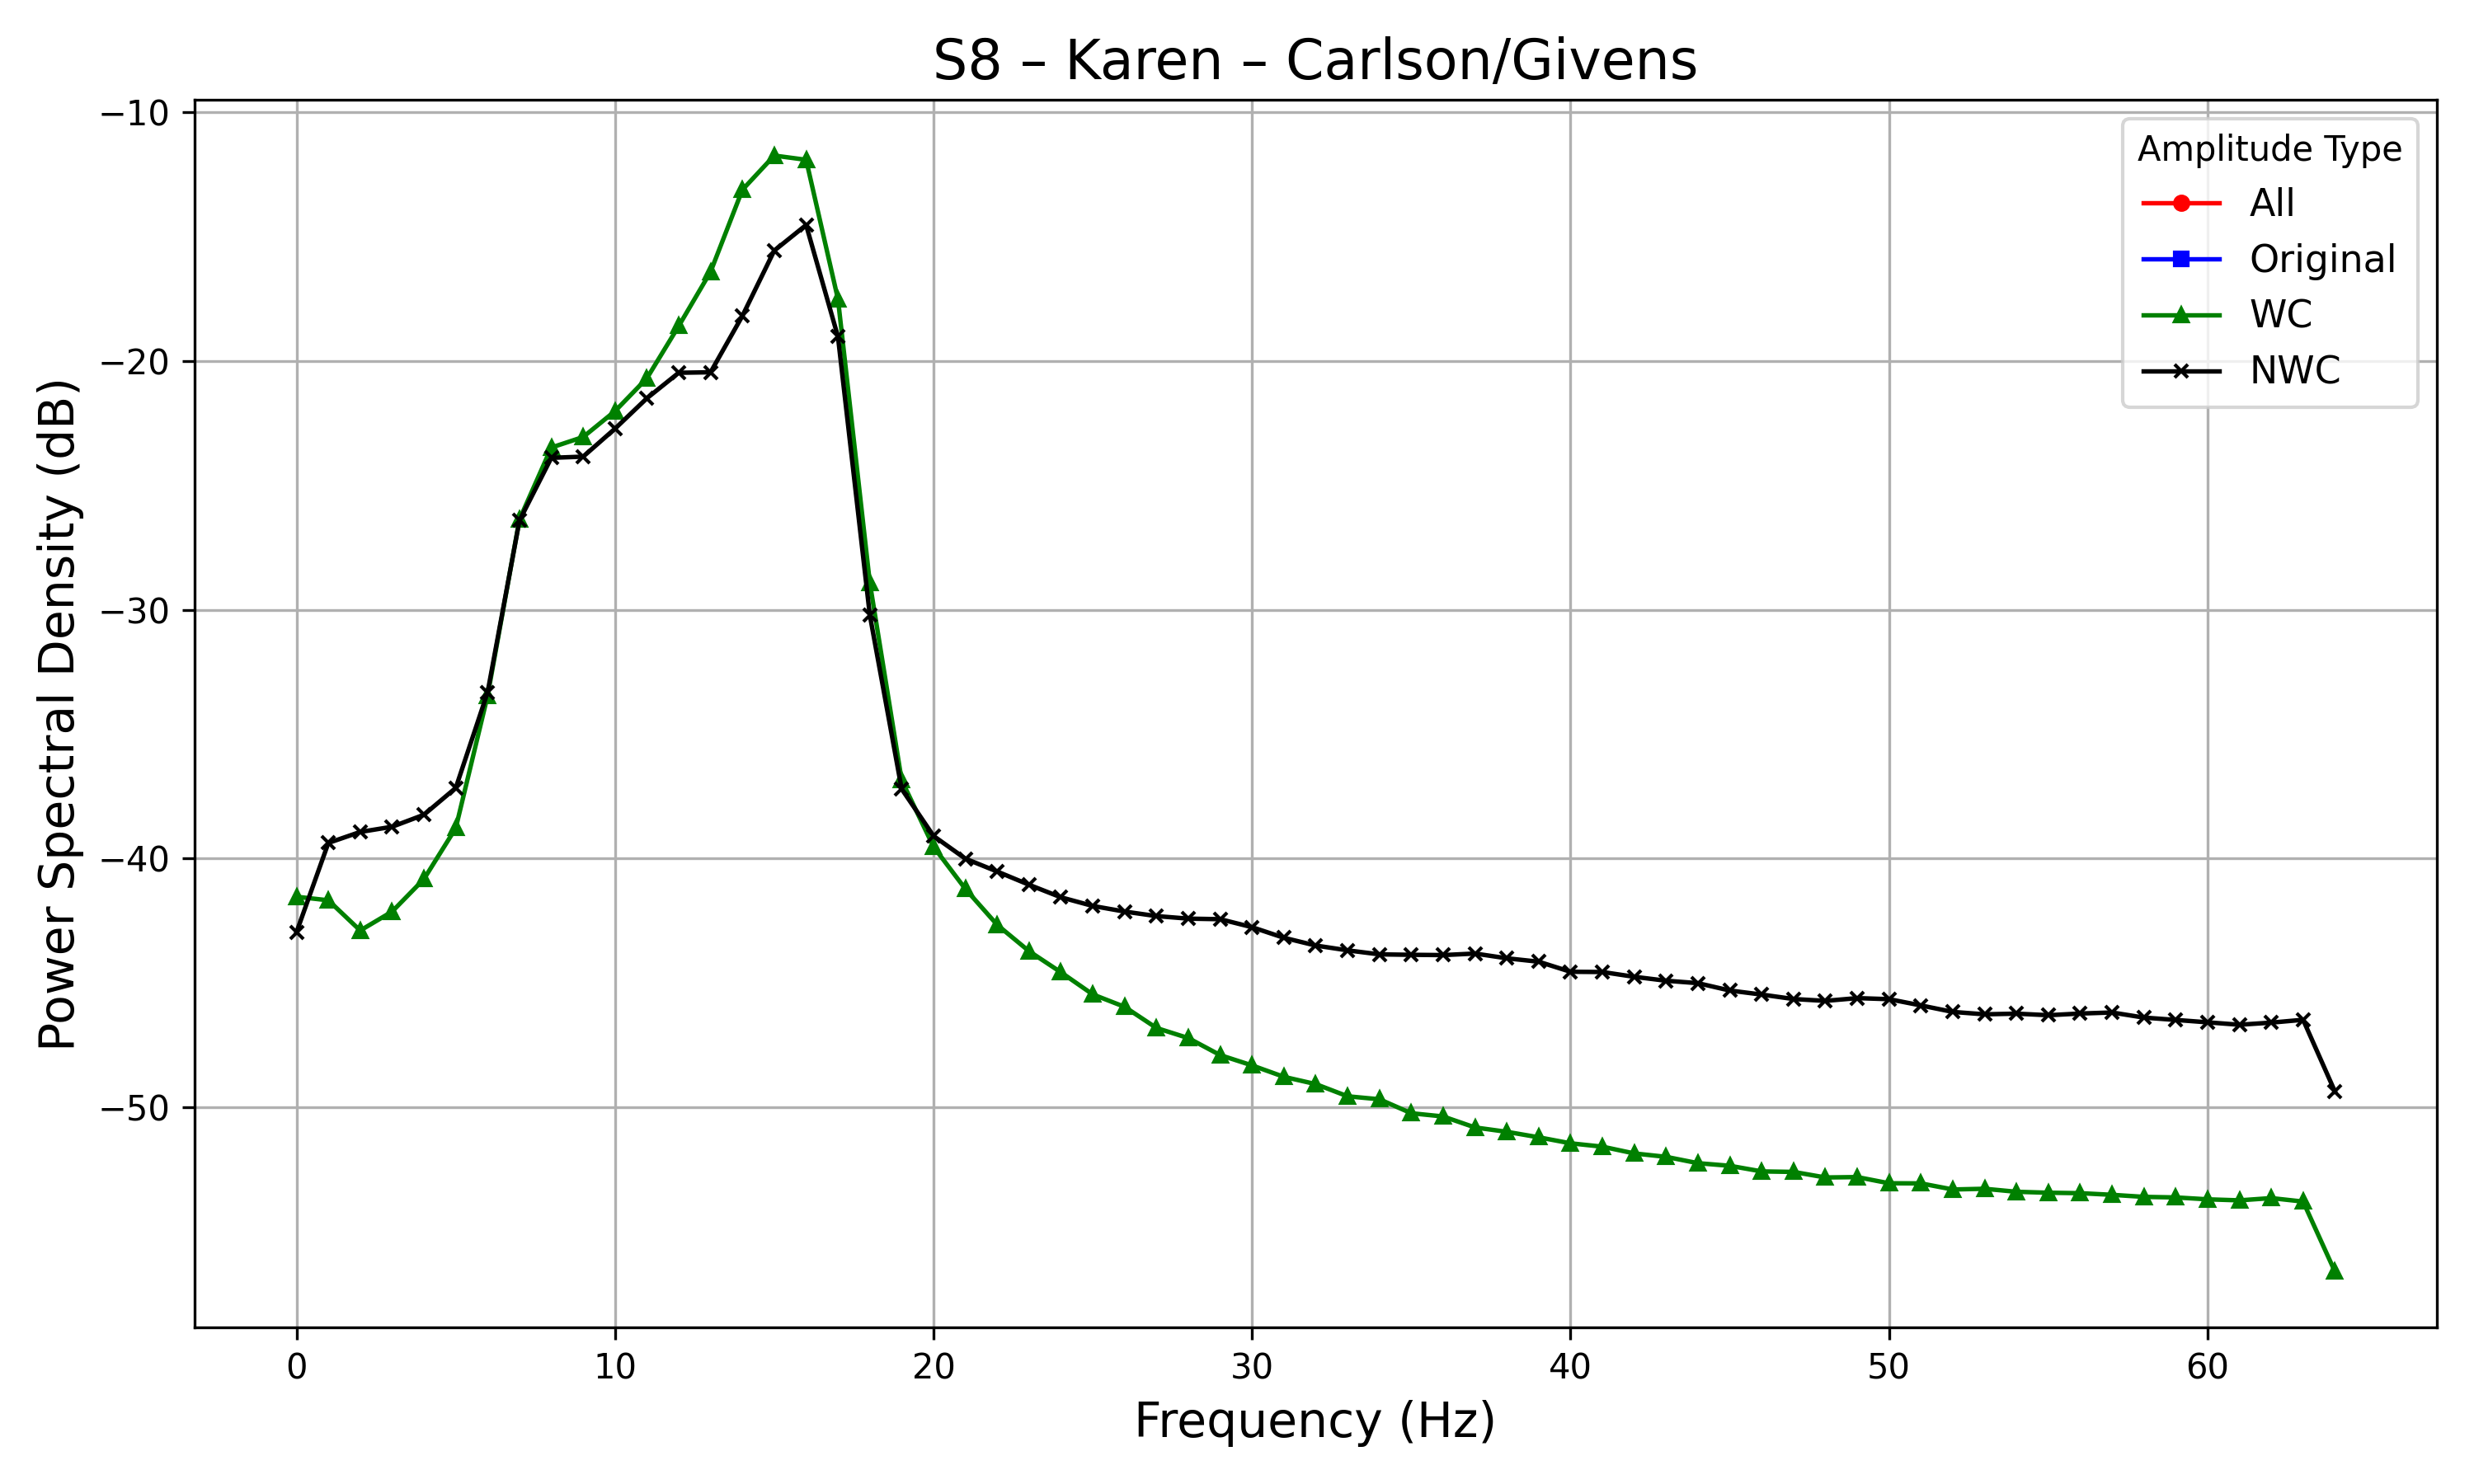 S8 – Karen – Carlson/Givens
Amplitude Type
All
Original
WC
NWC
Power Spectral Density (dB)
−10
−20
−30
−40
−50
0 10 20 30 40 50 60
Frequency (Hz)